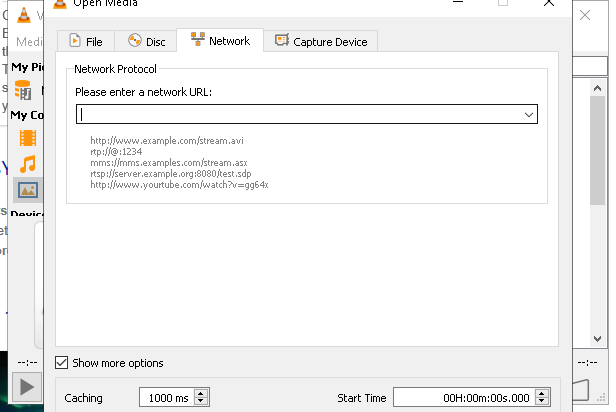 Open Media
Medi
File
Disc
Network
Capture Device
My Pi
My Co
Device
Network Protocol
Please enter a network URL:
http://www.example.com/stream.avi
rtp://@:1234
mms://mms.examples.com/stream.asx
rtsp://server.example.org:8080/test.sdp
http://www.yourtube.com/watch?v=gg64x
--:--
--:--
Show more options
Caching
1000 ms
Start Time
00H:00m:00s.000